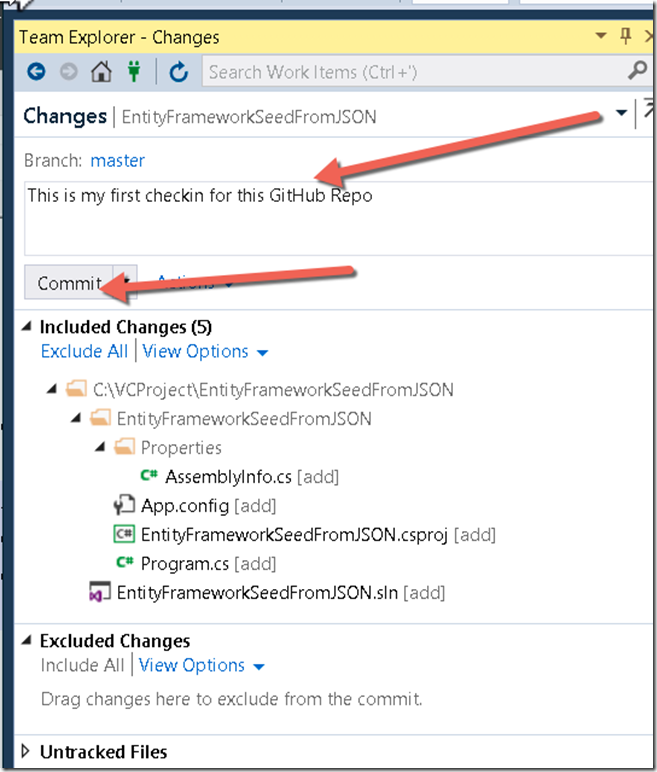 Team Explorer - Changes
Search Work Items (Ctrl+')
Changes | EntityFrameworkSeedFromJSON
Branch: master
This is my first checkin for this GitHub Repo
Commit Actions
Included Changes (5)
Exclude All | View Options
C:\VCProject\EntityFrameworkSeedFromJSON
EntityFrameworkSeedFromJSON
Properties
C# AssemblyInfo.cs [add]
App.config [add]
C# EntityFrameworkSeedFromJSON.csproj [add]
C# Program.cs [add]
EntityFrameworkSeedFromJSON.sln [add]
Excluded Changes
Include All | View Options
Drag changes here to exclude from the commit.
Untracked Files